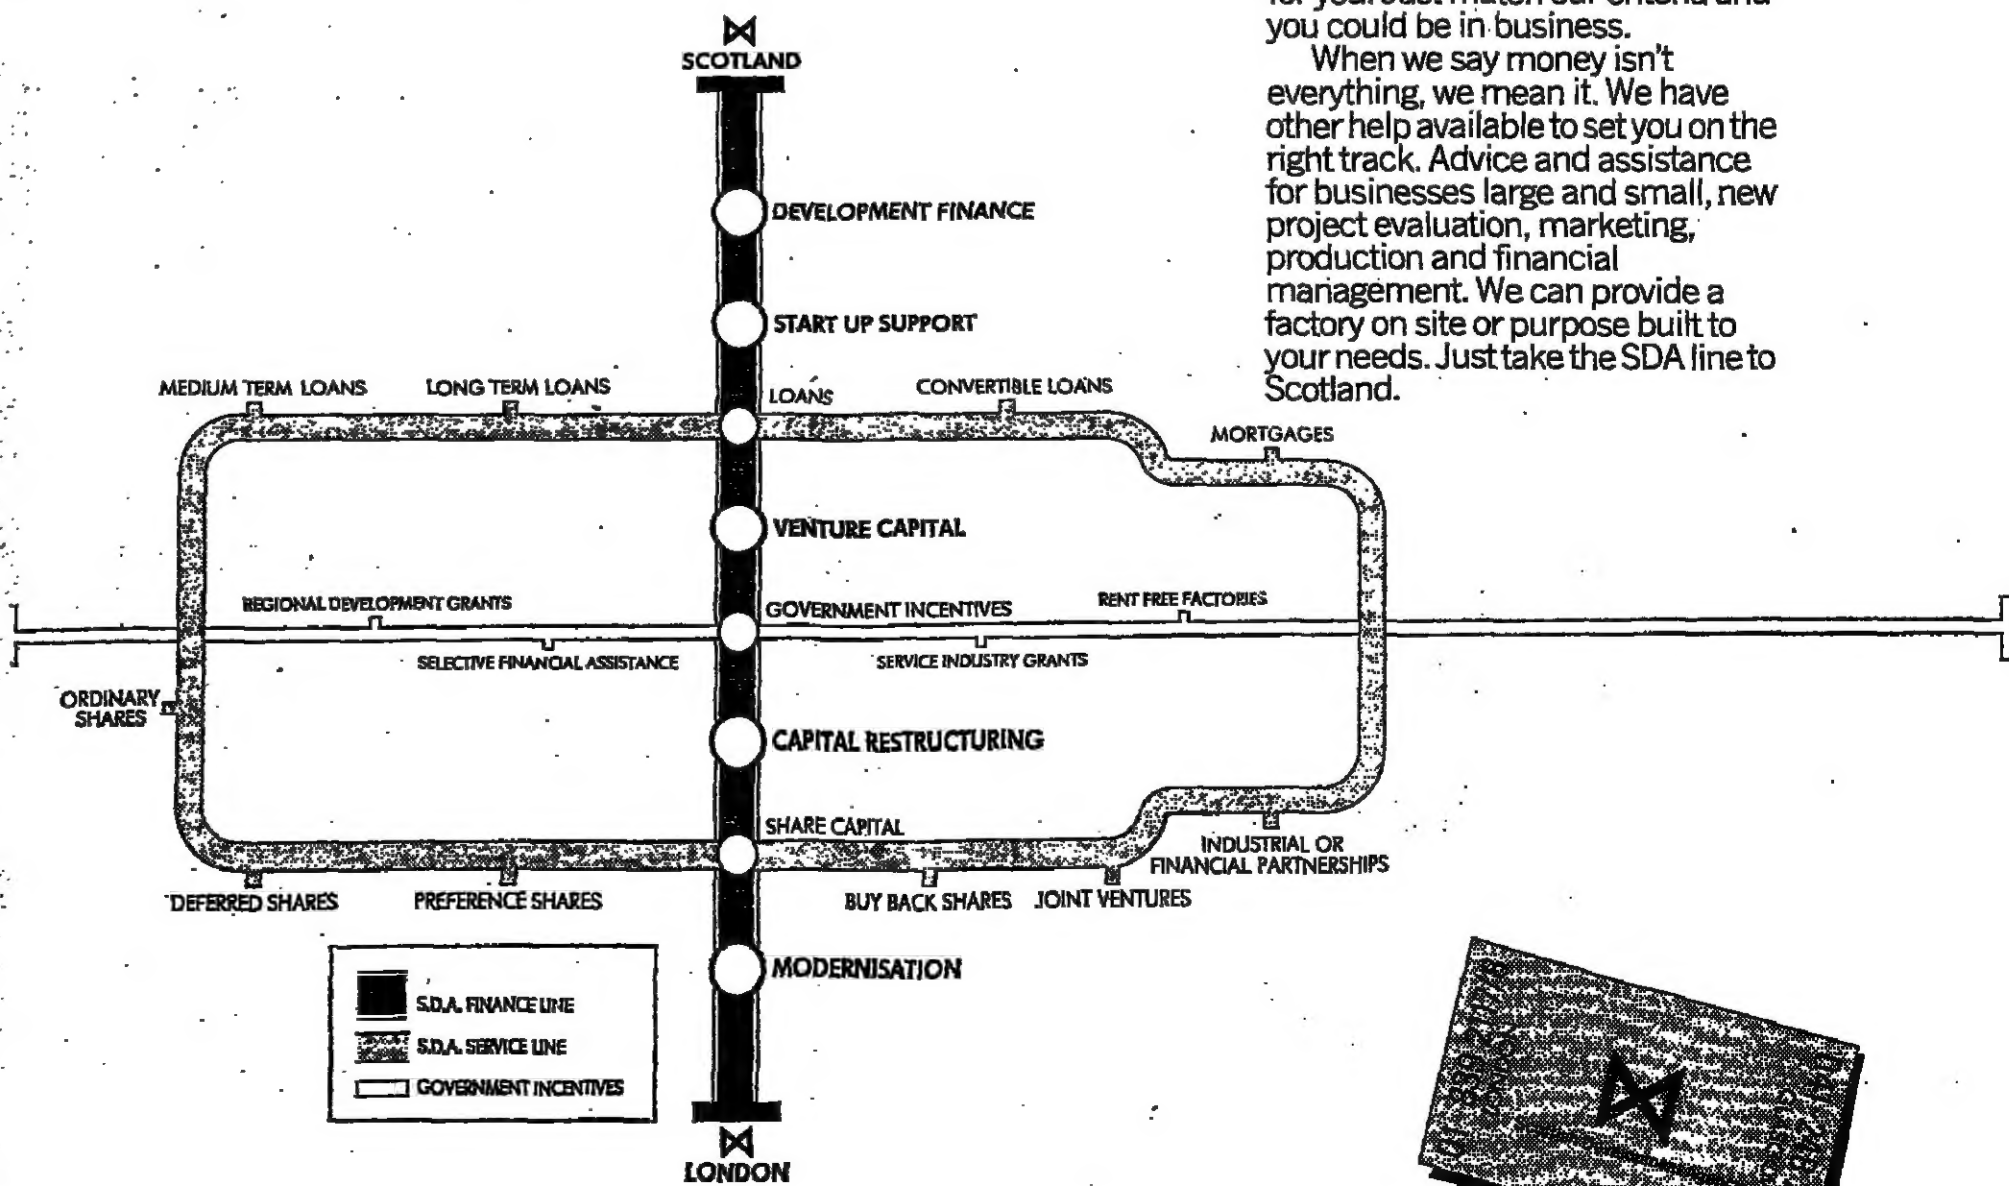 you could be in business.
When we say money isn't
everything, we mean it. We have
other help available to set you on the
right track. Advice and assistance
for businesses large and small, new
project evaluation, marketing,
production and financial
management. We can provide a
factory on site or purpose built to
your needs. Just take the SDA line to
Scotland.
SCOTLAND
DEVELOPMENT FINANCE
START UP SUPPORT
MEDIUM TERM LOANS
LONG TERM LOANS
LOANS
CONVERTIBLE LOANS
MORTGAGES
VENTURE CAPITAL
REGIONAL DEVELOPMENT GRANTS
GOVERNMENT INCENTIVES
RENT FREE FACTORIES
SELECTIVE FINANCIAL ASSISTANCE
SERVICE INDUSTRY GRANTS
ORDINARY
SHARES
CAPITAL RESTRUCTURING
SHARE CAPITAL
INDUSTRIAL OR
FINANCIAL PARTNERSHIPS
DEFERRED SHARES
PREFERENCE SHARES
BUY BACK SHARES
JOINT VENTURES
MODERNISATION
S.D.A. FINANCE LINE
S.D.A. SERVICE LINE
GOVERNMENT INCENTIVES
LONDON